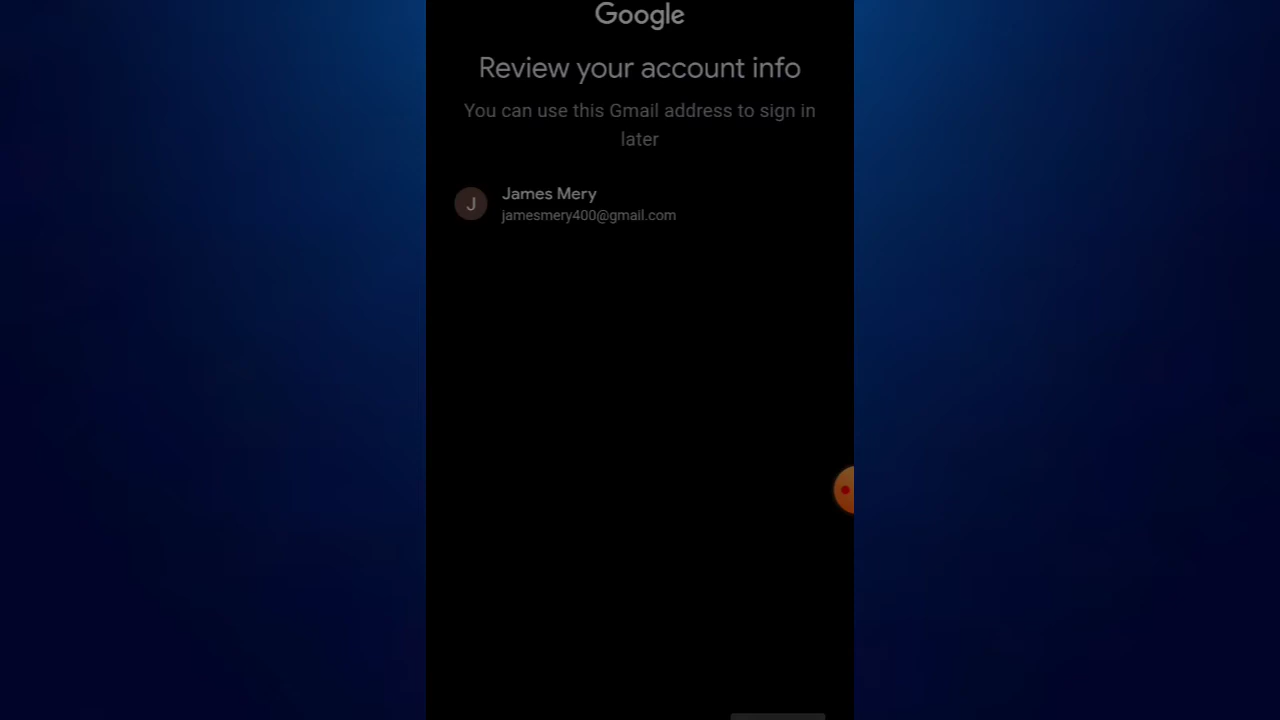 Google
Review your account info
You can use this Gmail address to sign in
later
J
James Mery
jamesmery400@gmail.com